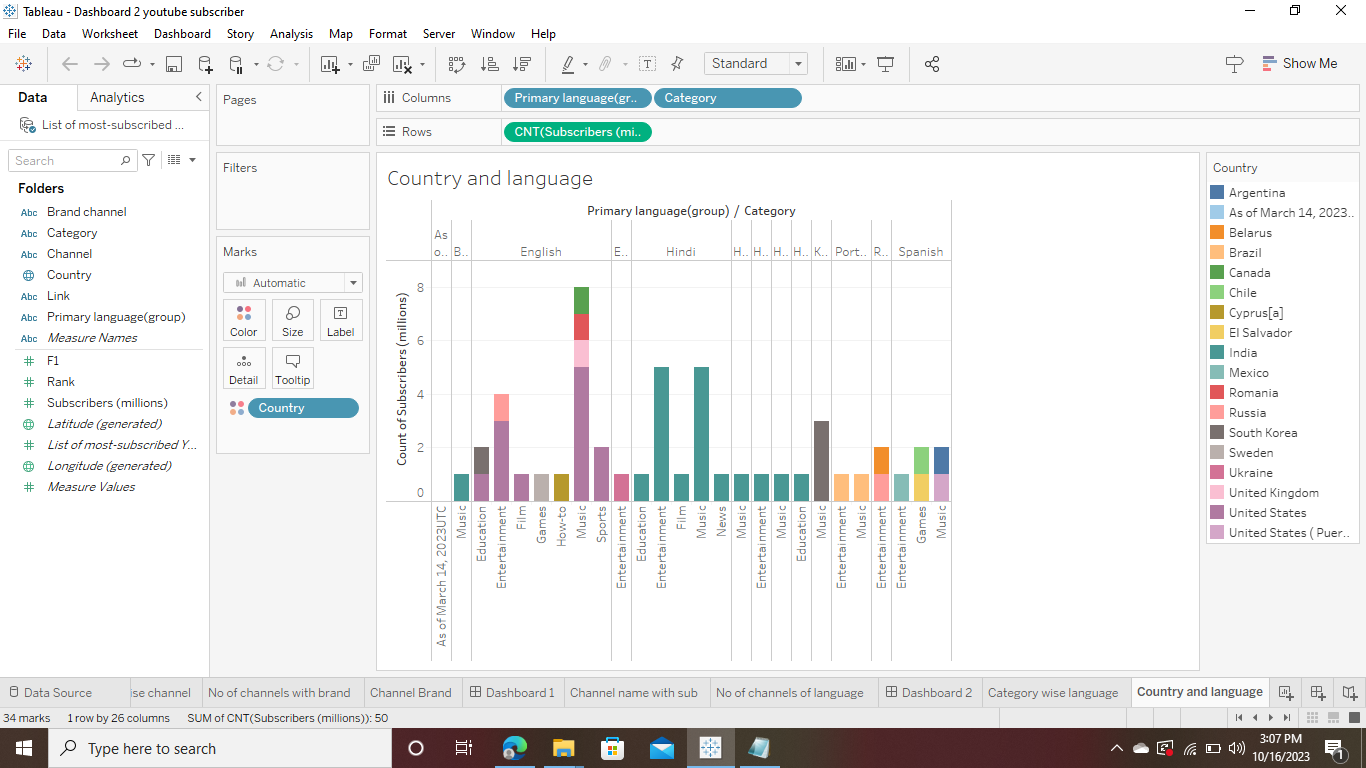 Tableau - Dashboard 2 youtube subscriber
File Data Worksheet Dashboard Story Analysis Map Format Server Window Help
Standard
Show Me
Data Analytics
List of most-subscribed ...
Search
Folders
Abc Brand channel
Abc Category
Abc Channel
Country
Abc Link
Abc Primary language(group)
Abc Measure Names
# F1
# Rank
# Subscribers (millions)
Latitude (generated)
# List of most-subscribed Y...
Longitude (generated)
# Measure Values
Pages
Filters
Marks
Automatic
Color Size Label
Detail Tooltip
Country
Columns Primary language(gr.. Category
Rows CNT(Subscribers (mi..
Country and language
Primary language(group) / Category
As o.. B.. English E.. Hindi H.. H.. H.. H.. K.. Port.. R.. Spanish
Count of Subscribers (millions)
8
6
4
2
0
As of March 14, 2023UTC
Music
Education
Entertainment
Film
Games
How-to
Music
Sports
Entertainment
Education
Entertainment
Film
Music
News
Music
Entertainment
Music
Education
Music
Entertainment
Music
Entertainment
Entertainment
Games
Music
Country
Argentina
As of March 14, 2023..
Belarus
Brazil
Canada
Chile
Cyprus[a]
El Salvador
India
Mexico
Romania
Russia
South Korea
Sweden
Ukraine
United Kingdom
United States
United States ( Puer..
Data Source ise channel No of channels with brand Channel Brand Dashboard 1 Channel name with sub No of channels of language Dashboard 2 Category wise language Country and language
34 marks 1 row by 26 columns SUM of CNT(Subscribers (millions)): 50
Type here to search
3:07 PM
10/16/2023
1